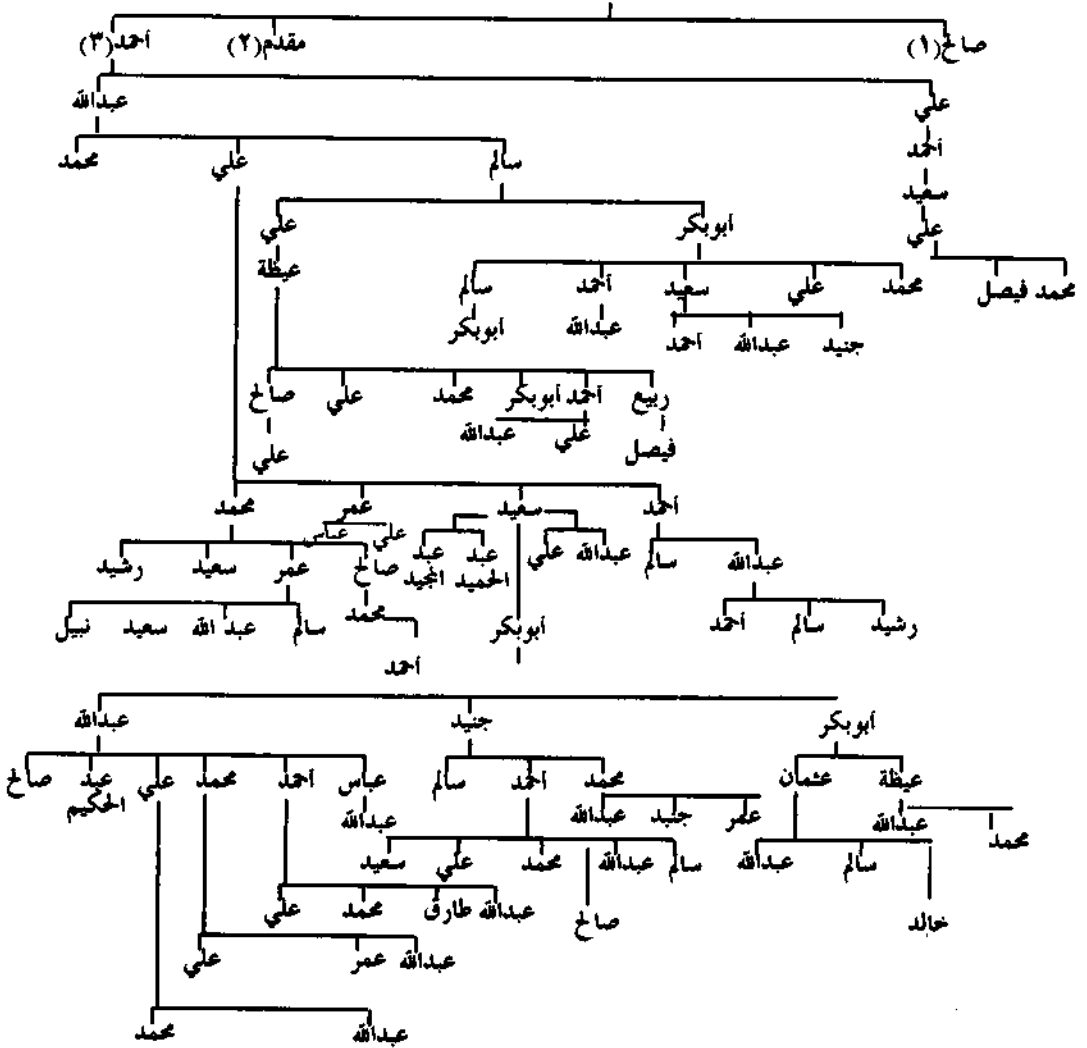 صالح (١) مقدم (٢) أحمد (٣)
علي عبدالله
أحمد
سالم علي محمد
سعيد
علي
أبوبكر علي
عيظة
محمد فيصل
محمد علي سعيد أحمد سالم
جنيد عبدالله أحمد عبدالله أبوبكر
ربيع أحمد أبوبكر محمد علي صالح
فيصل علي عبدالله علي
أحمد سعيد عمر محمد
علي عباس
عبدالله سالم عبدالله علي عبد الحميد عبد المجيد صالح عمر سعيد رشيد
رشيد سالم أحمد أبوبكر محمد سالم عبد الله سعيد نبيل
أحمد
أبوبكر جنيد عبدالله
عيظة عثمان محمد أحمد سالم عباس أحمد محمد علي عبد الحكيم صالح
محمد عبدالله عمر جنيد عبدالله عبدالله
سالم عبدالله سالم عبدالله محمد علي سعيد
خالد صالح عبدالله طارق محمد علي
عبدالله عمر علي
عبدالله محمد